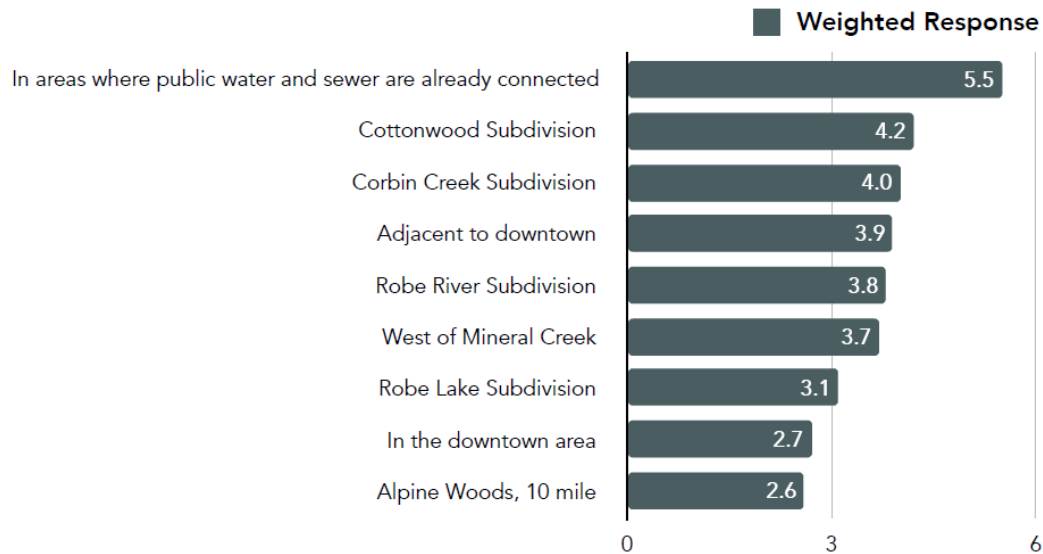 Weighted Response
In areas where public water and sewer are already connected 5.5
Cottonwood Subdivision 4.2
Corbin Creek Subdivision 4.0
Adjacent to downtown 3.9
Robe River Subdivision 3.8
West of Mineral Creek 3.7
Robe Lake Subdivision 3.1
In the downtown area 2.7
Alpine Woods, 10 mile 2.6
0 3 6